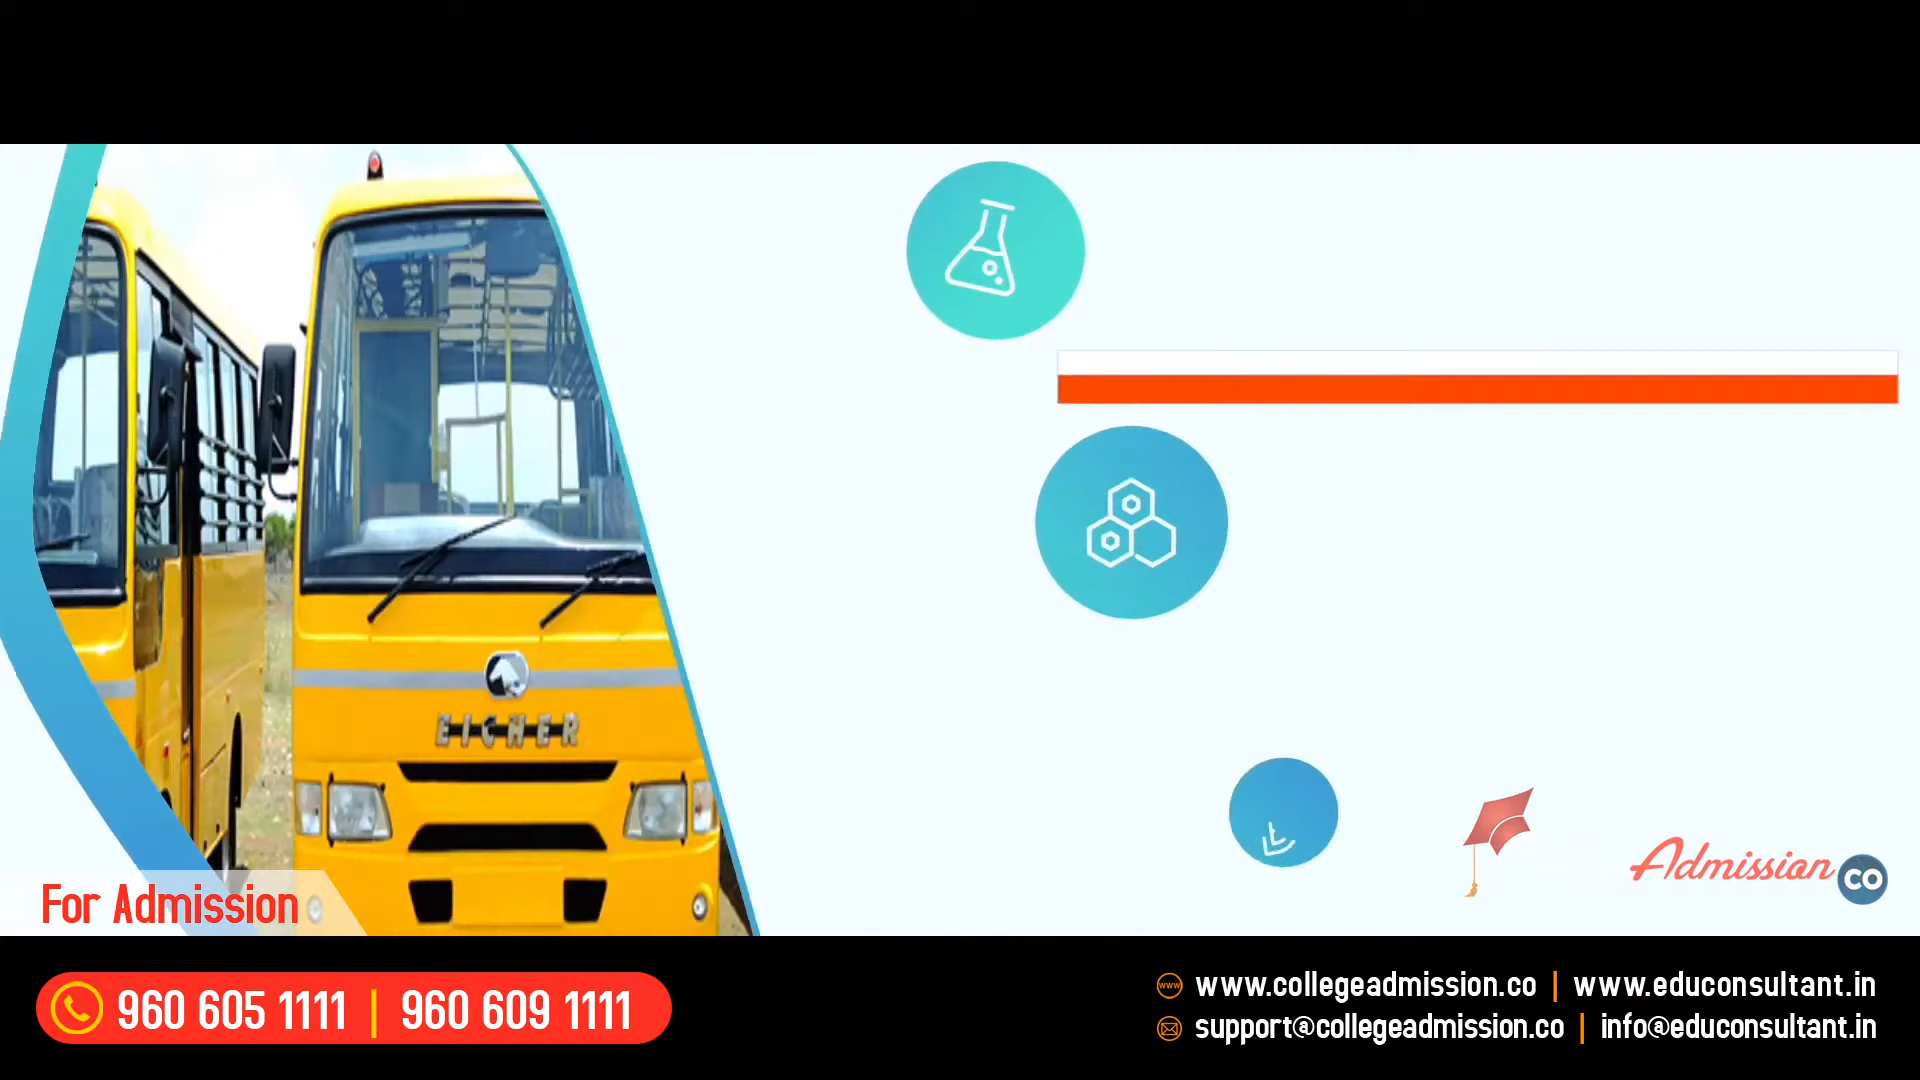 EICHER
Admission CO
For Admission
960 605 1111 | 960 609 1111
www.collegeadmission.co | www.educonsultant.in
support@collegeadmission.co | info@educonsultant.in